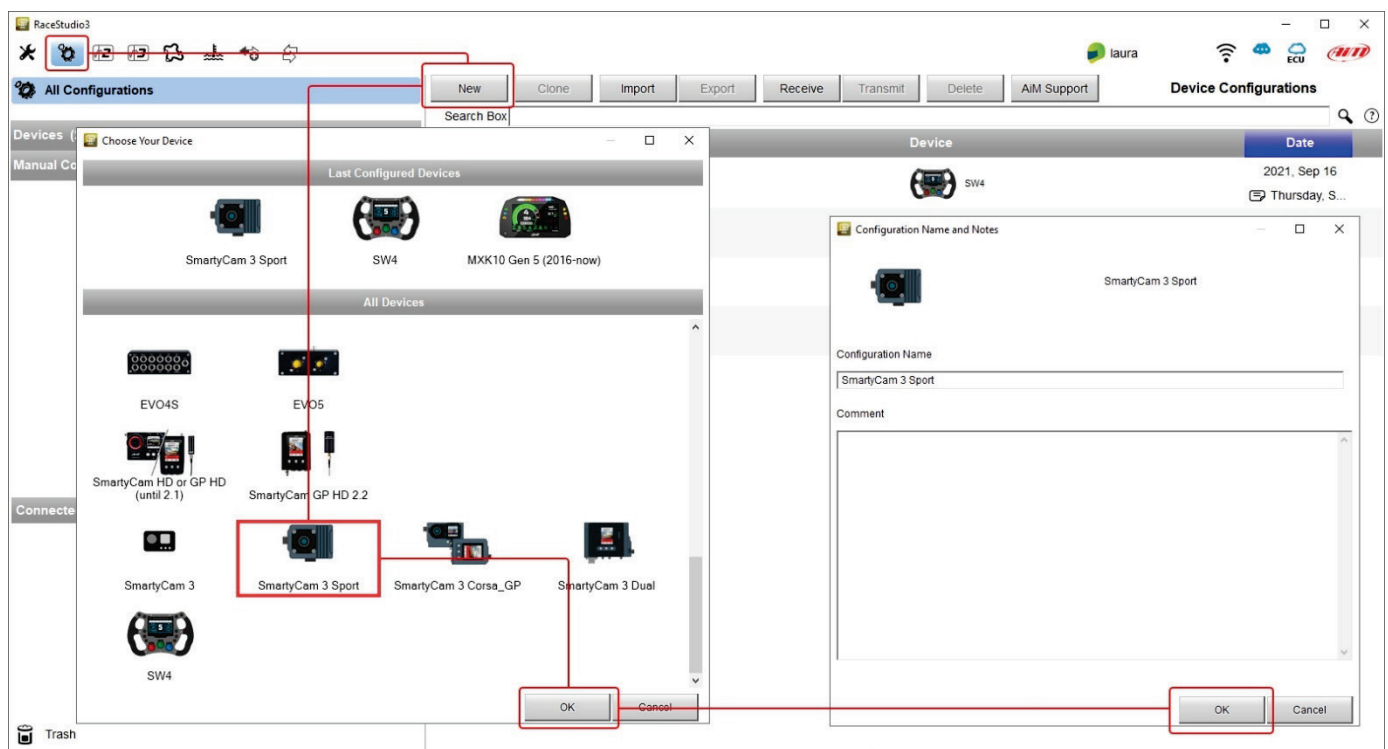 RaceStudio3
laura
ECU
AiM
All Configurations
New
Clone
Import
Export
Receive
Transmit
Delete
AiM Support
Device Configurations
Search Box
Devices (
Manual Co
Connecte
Device
Date
SW4
2021, Sep 16
Thursday, S...
Choose Your Device
Last Configured Devices
SmartyCam 3 Sport
SW4
MXK10 Gen 5 (2016-now)
All Devices
EVO4S
EVO5
SmartyCam HD or GP HD
(until 2.1)
SmartyCam GP HD 2.2
SmartyCam 3
SmartyCam 3 Sport
SmartyCam 3 Corsa_GP
SmartyCam 3 Dual
SW4
OK
Cancel
Configuration Name and Notes
SmartyCam 3 Sport
Configuration Name
SmartyCam 3 Sport
Comment
OK
Cancel
Trash